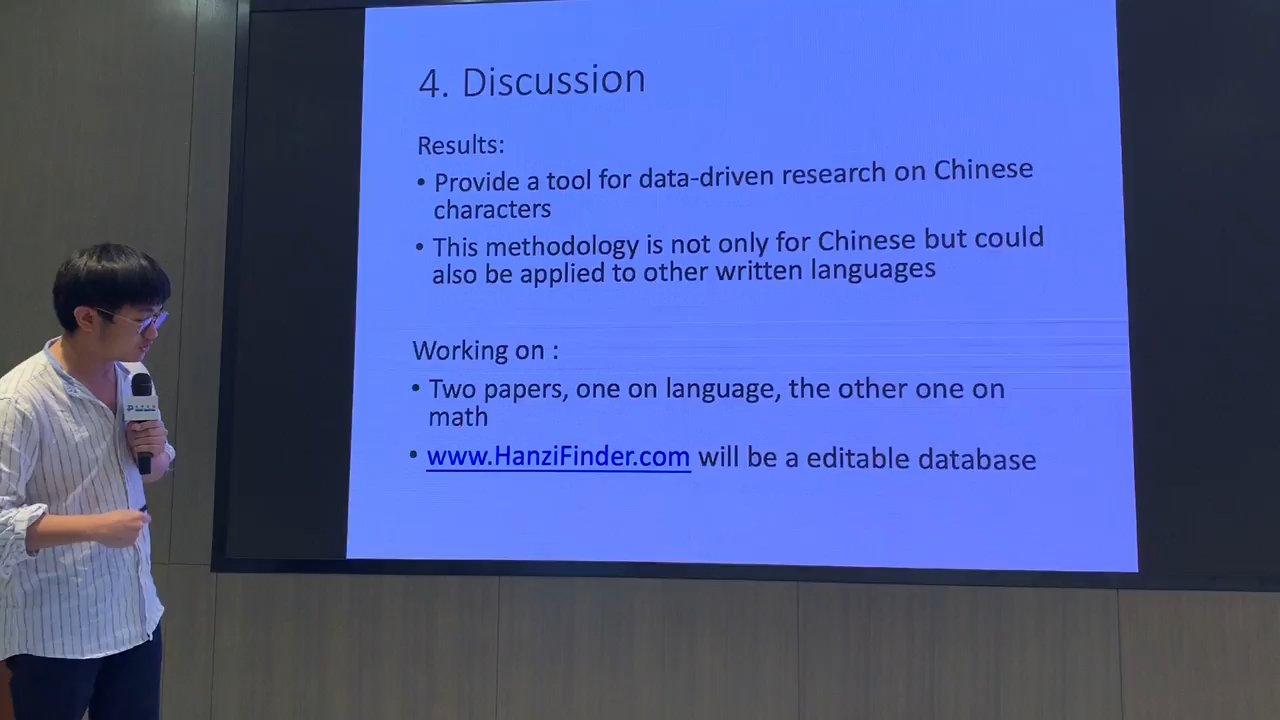 4. Discussion
Results:
• Provide a tool for data-driven research on Chinese
characters
• This methodology is not only for Chinese but could
also be applied to other written languages
Working on :
• Two papers, one on language, the other one on
math
• www.HanziFinder.com will be a editable database